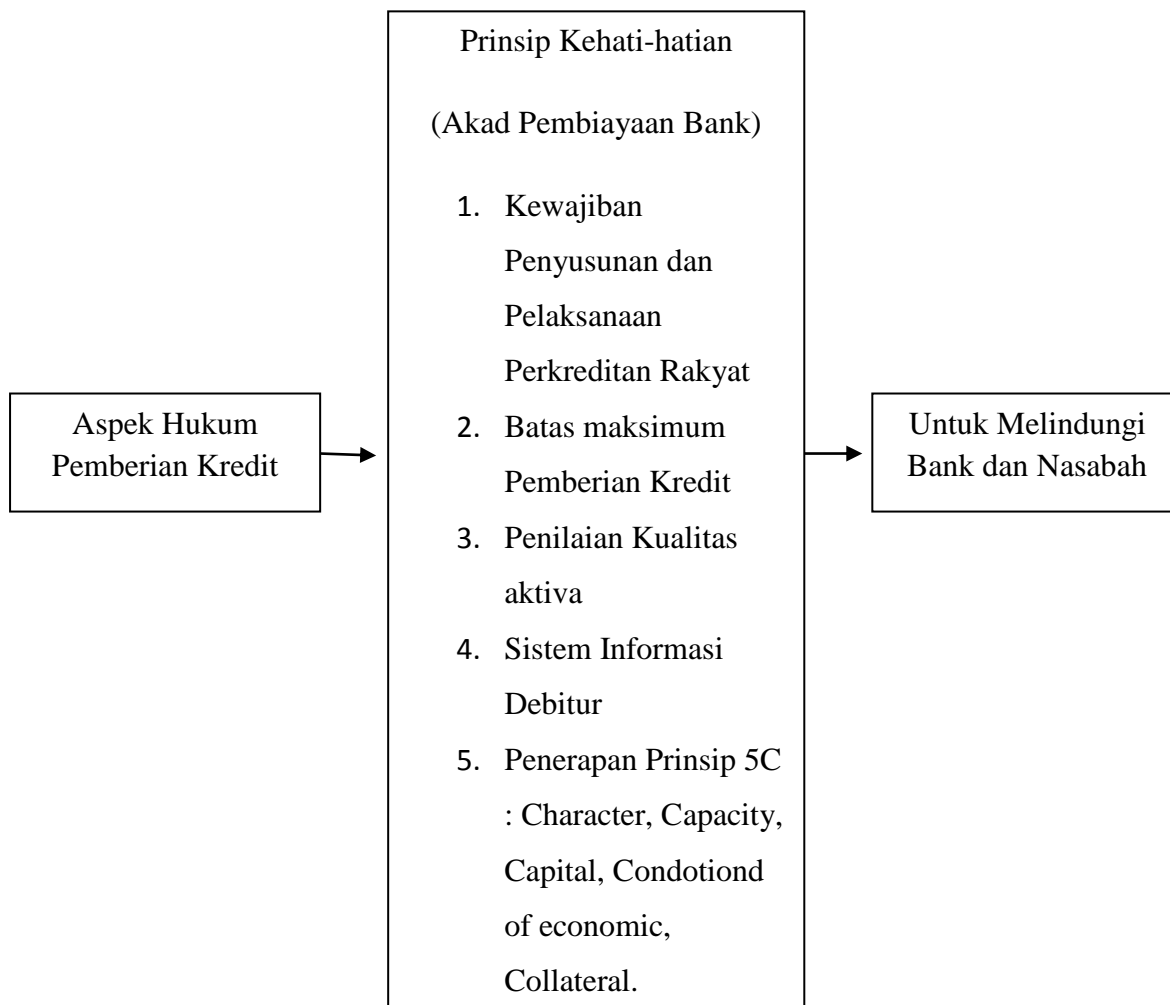 Aspek Hukum
Pemberian Kredit
Prinsip Kehati-hatian
(Akad Pembiayaan Bank)
1. Kewajiban
Penyusunan dan
Pelaksanaan
Perkreditan Rakyat
2. Batas maksimum
Pemberian Kredit
3. Penilaian Kualitas
aktiva
4. Sistem Informasi
Debitur
5. Penerapan Prinsip 5C
: Character, Capacity,
Capital, Condotiond
of economic,
Collateral.
Untuk Melindungi
Bank dan Nasabah